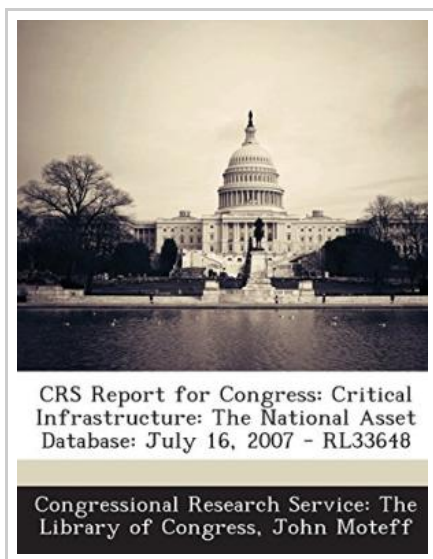 CRS Report for Congress: Critical
Infrastructure: The National Asset
Database: July 16, 2007 - RL33648
Congressional Research Service: The
Library of Congress, John Moteff